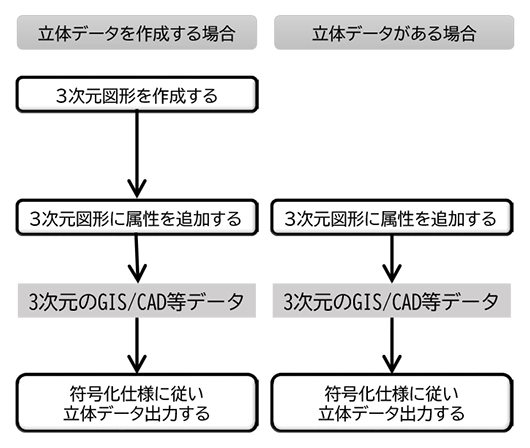 立体データを作成する場合
立体データがある場合
３次元図形を作成する
３次元図形に属性を追加する
３次元図形に属性を追加する
3次元のGIS/CAD等データ
3次元のGIS/CAD等データ
符号化仕様に従い
立体データ出力する
符号化仕様に従い
立体データ出力する